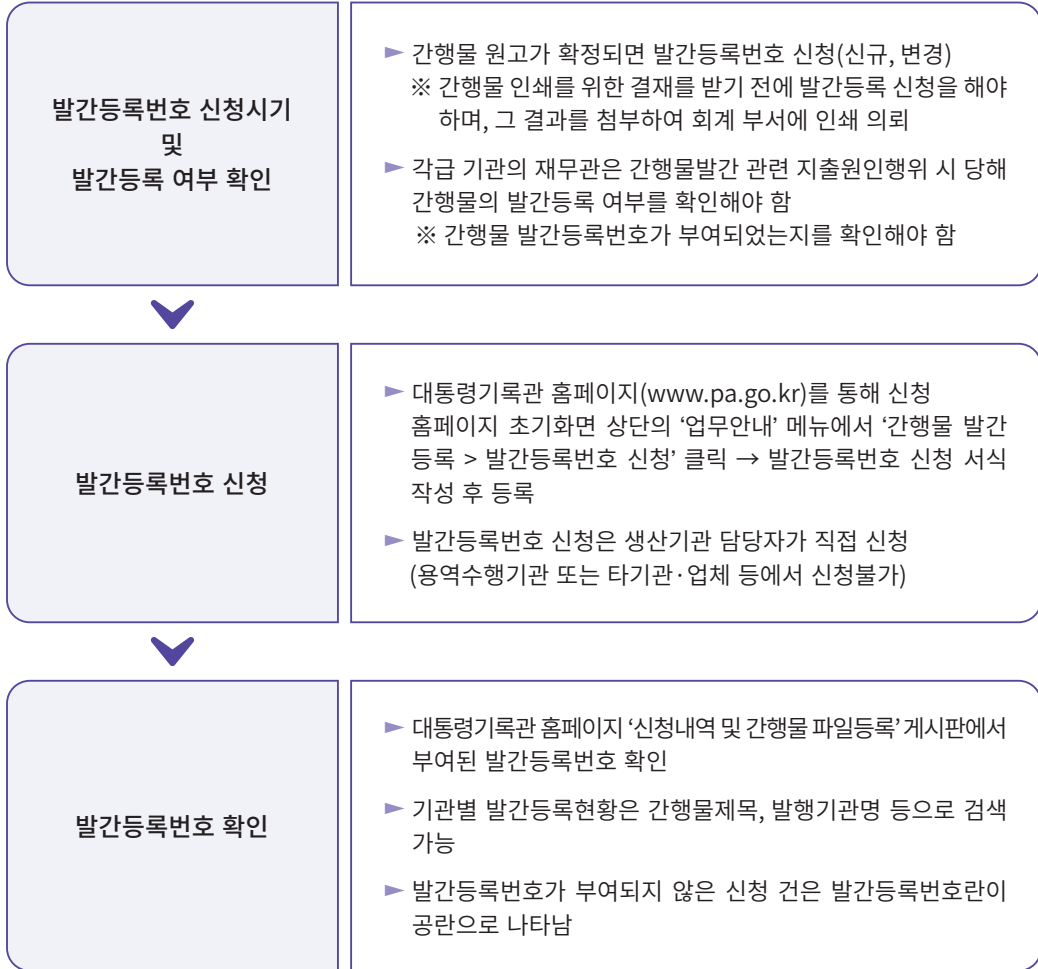 발간등록번호 신청시기
및
발간등록 여부 확인
► 간행물 원고가 확정되면 발간등록번호 신청(신규, 변경)
※ 간행물 인쇄를 위한 결재를 받기 전에 발간등록 신청을 해야
하며, 그 결과를 첨부하여 회계 부서에 인쇄 의뢰
► 각급 기관의 재무관은 간행물발간 관련 지출원인행위 시 당해
간행물의 발간등록 여부를 확인해야 함
※ 간행물 발간등록번호가 부여되었는지를 확인해야 함
발간등록번호 신청
► 대통령기록관 홈페이지(www.pa.go.kr)를 통해 신청
홈페이지 초기화면 상단의 ‘업무안내’ 메뉴에서 ‘간행물 발간
등록 > 발간등록번호 신청’ 클릭 → 발간등록번호 신청 서식
작성 후 등록
► 발간등록번호 신청은 생산기관 담당자가 직접 신청
(용역수행기관 또는 타기관·업체 등에서 신청불가)
발간등록번호 확인
► 대통령기록관 홈페이지 ‘신청내역 및 간행물 파일등록’ 게시판에서
부여된 발간등록번호 확인
► 기관별 발간등록현황은 간행물제목, 발행기관명 등으로 검색
가능
► 발간등록번호가 부여되지 않은 신청 건은 발간등록번호란이
공란으로 나타남